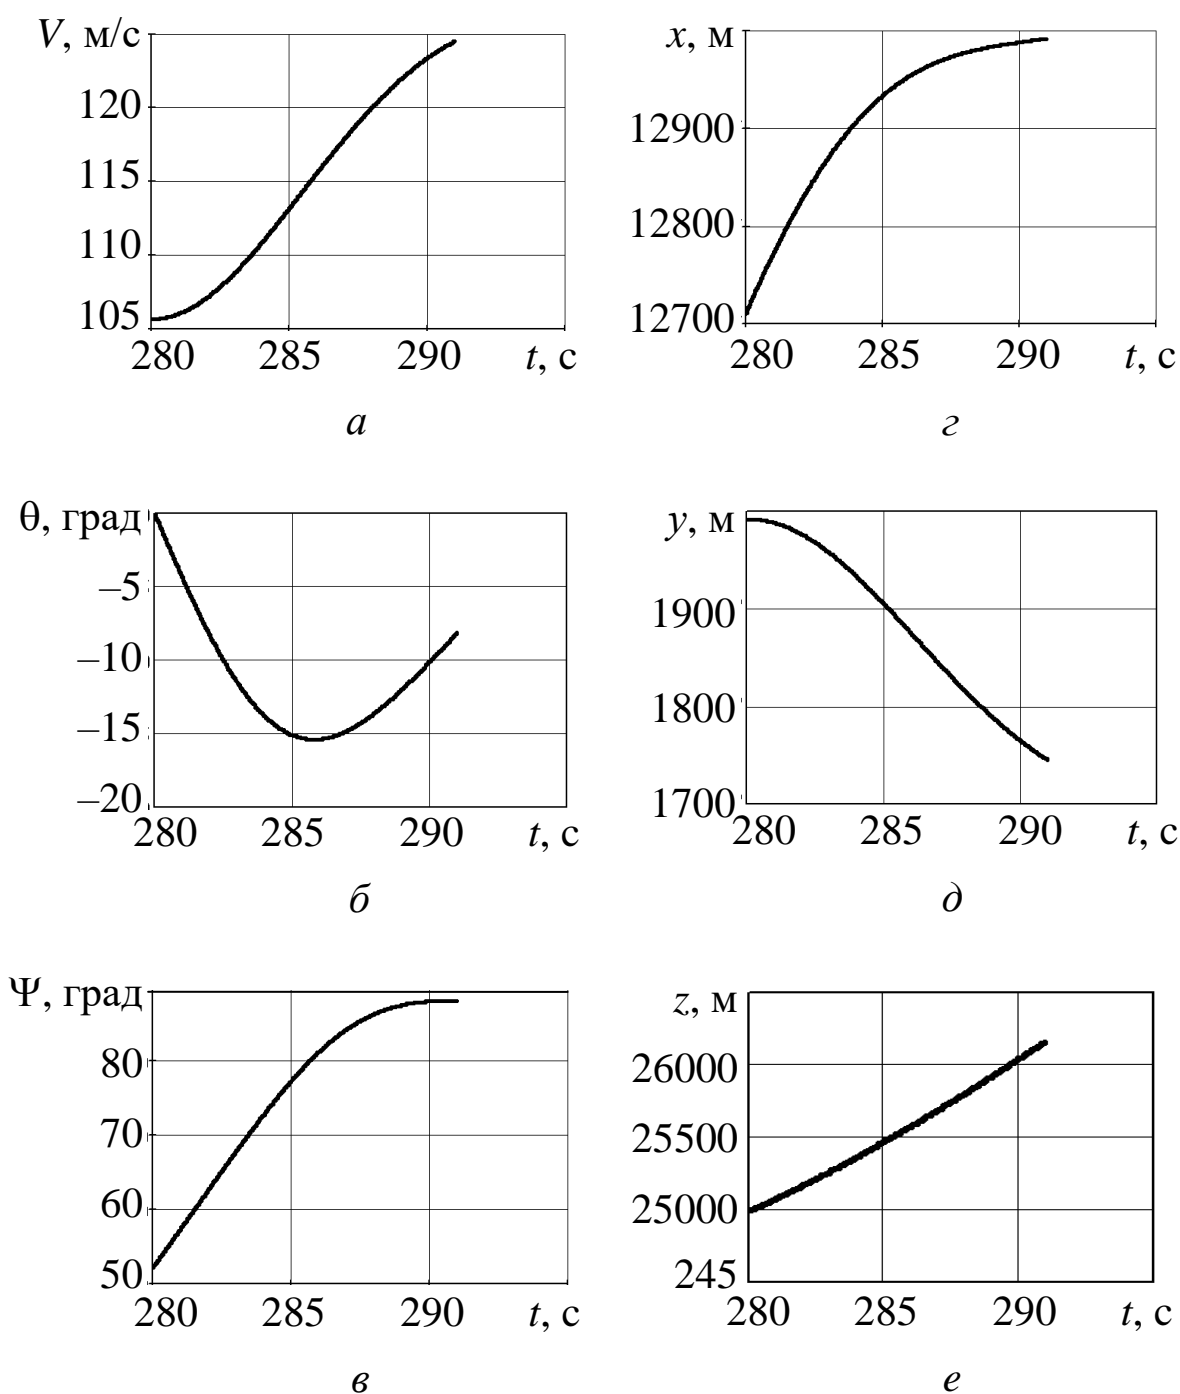 V, м/с
120
115
110
105
280 285 290 t, с
а
x, м
12900
12800
12700
280 285 290 t, с
г
θ, град
–5
–10
–15
–20
280 285 290 t, с
б
y, м
1900
1800
1700
280 285 290 t, с
д
Ψ, град
80
70
60
50
280 285 290 t, с
в
z, м
26000
25500
25000
245
280 285 290 t, с
е